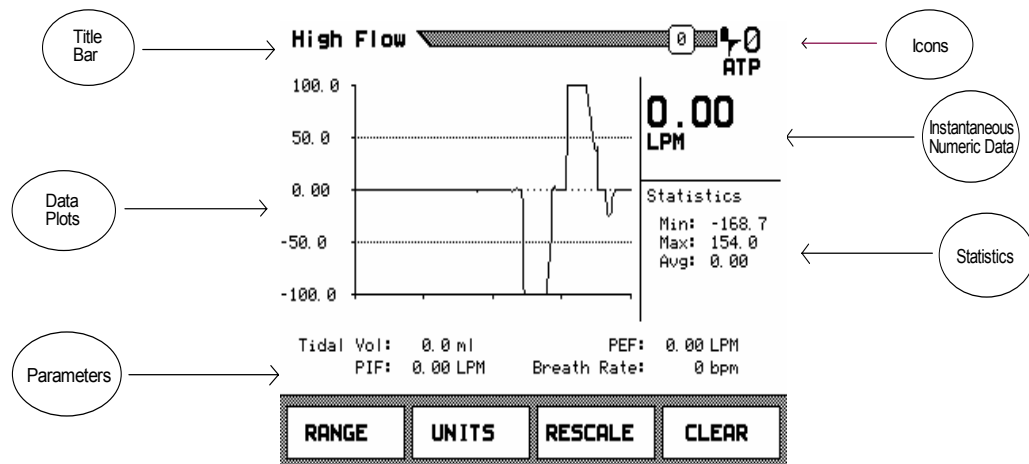 Title
Bar
High Flow
0
0
ATP
Icons
100.0
50.0
0.00
-50.0
-100.0
0.00
LPM
Instantaneous
Numeric Data
Data
Plots
Statistics
Min: -168.7
Max: 154.0
Avg: 0.00
Statistics
Tidal Vol: 0.0 ml
PEF: 0.00 LPM
PIF: 0.00 LPM
Breath Rate: 0 bpm
Parameters
RANGE UNITS RESCALE CLEAR